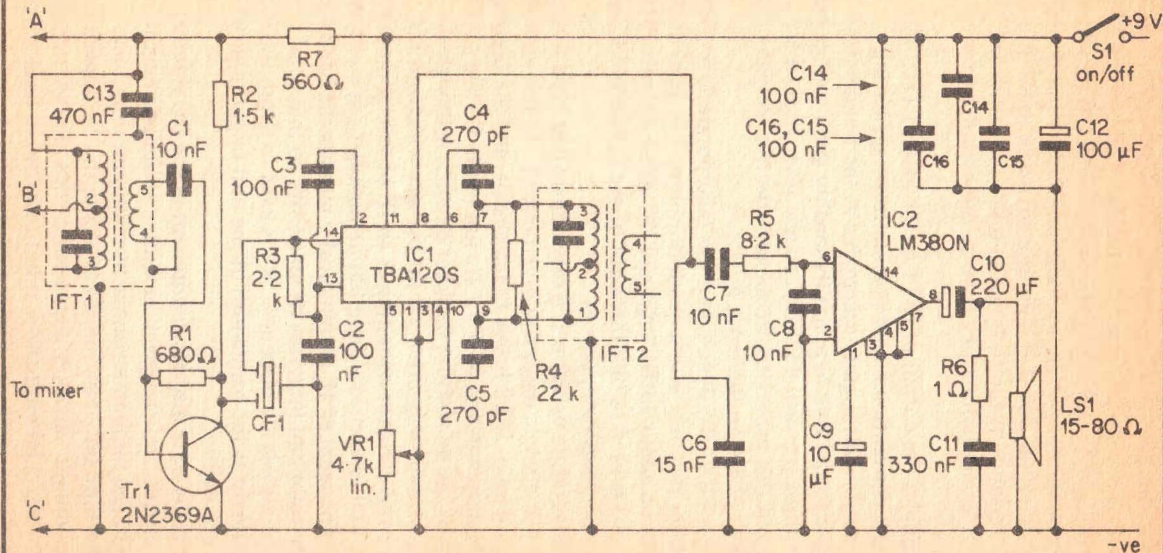 'A'
+9 V
S1
on/off
R7
560Ω
C13
470 nF
R2
1·5 k
C1
10 nF
C4
270 pF
C14
100 nF
C16, C15
100 nF
C14
C16
C15
C12
100 µF
C3
100 nF
1
2
3
5
4
'B'
IFT1
2
11
8
6
7
14
13
IC1
TBA120S
5
1
3
4
10
9
R3
2·2
k
C2
100
nF
3
2
1
4
5
IFT2
R5
8·2 k
IC2
LM380N
6
14
2
8
1
3
4
5
7
C10
220 µF
C7
10 nF
C8
10 nF
R1
680Ω
R4
22 k
C5
270 pF
R6
1 Ω
To mixer
CF1
VR1
4·7k
lin.
C6
15 nF
C9
10
µF
C11
330 nF
LS1
15-80 Ω
Tr1
2N2369A
'C'
-ve